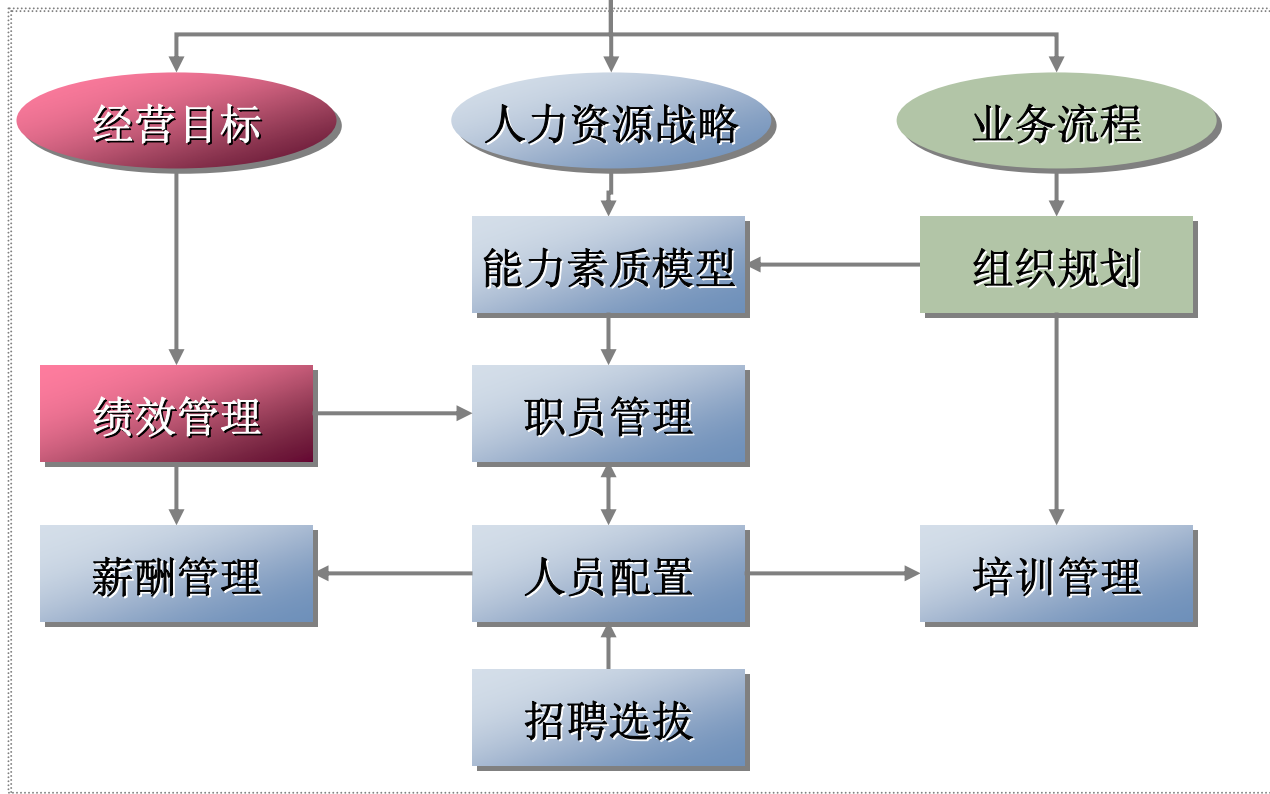 经营目标
人力资源战略
业务流程
能力素质模型
组织规划
绩效管理
职员管理
薪酬管理
人员配置
培训管理
招聘选拔